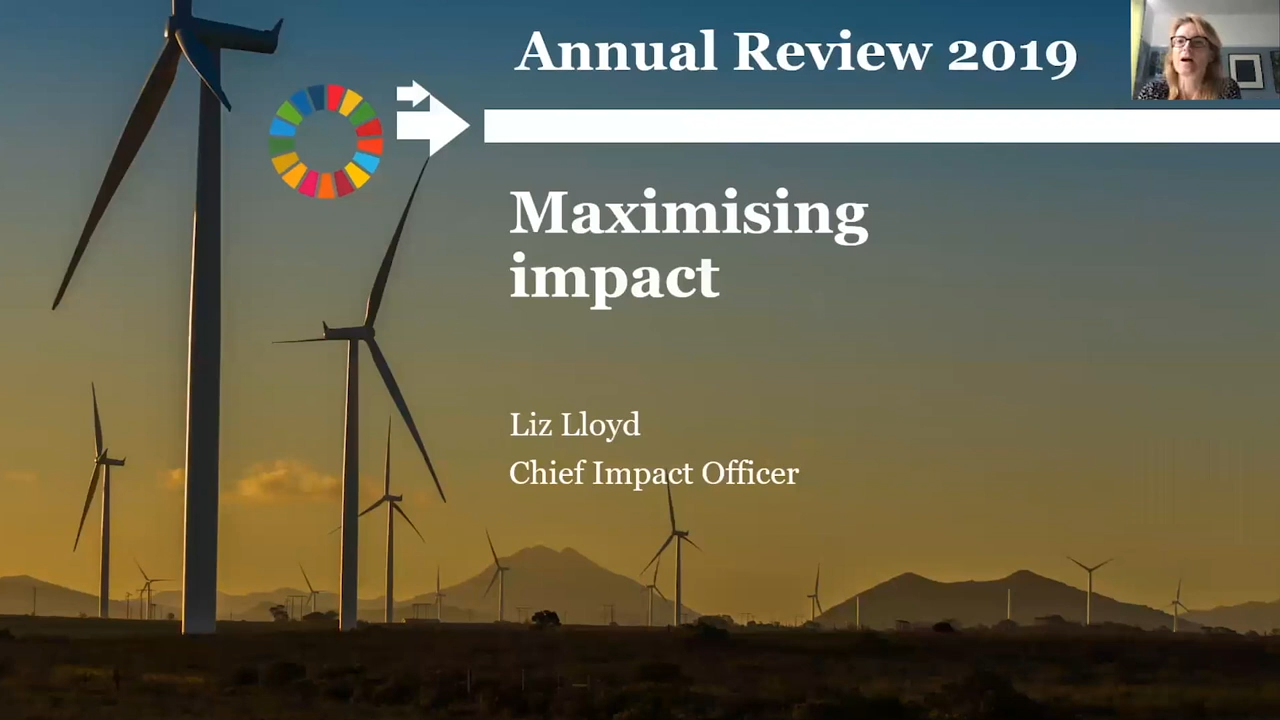 Annual Review 2019
Maximising
impact
Liz Lloyd
Chief Impact Officer